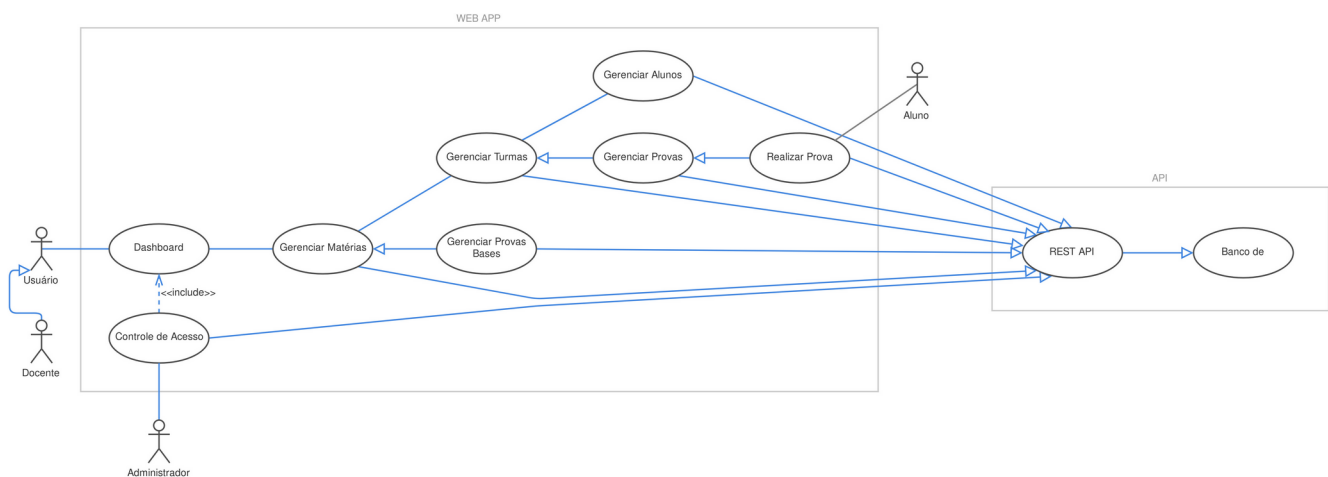 WEB APP
Gerenciar Alunos
Aluno
Gerenciar Turmas
Gerenciar Provas
Realizar Prova
API
Dashboard
Gerenciar Matérias
Gerenciar Provas
Bases
REST API
Banco de
Usuário
<<include>>
Controle de Acesso
Docente
Administrador